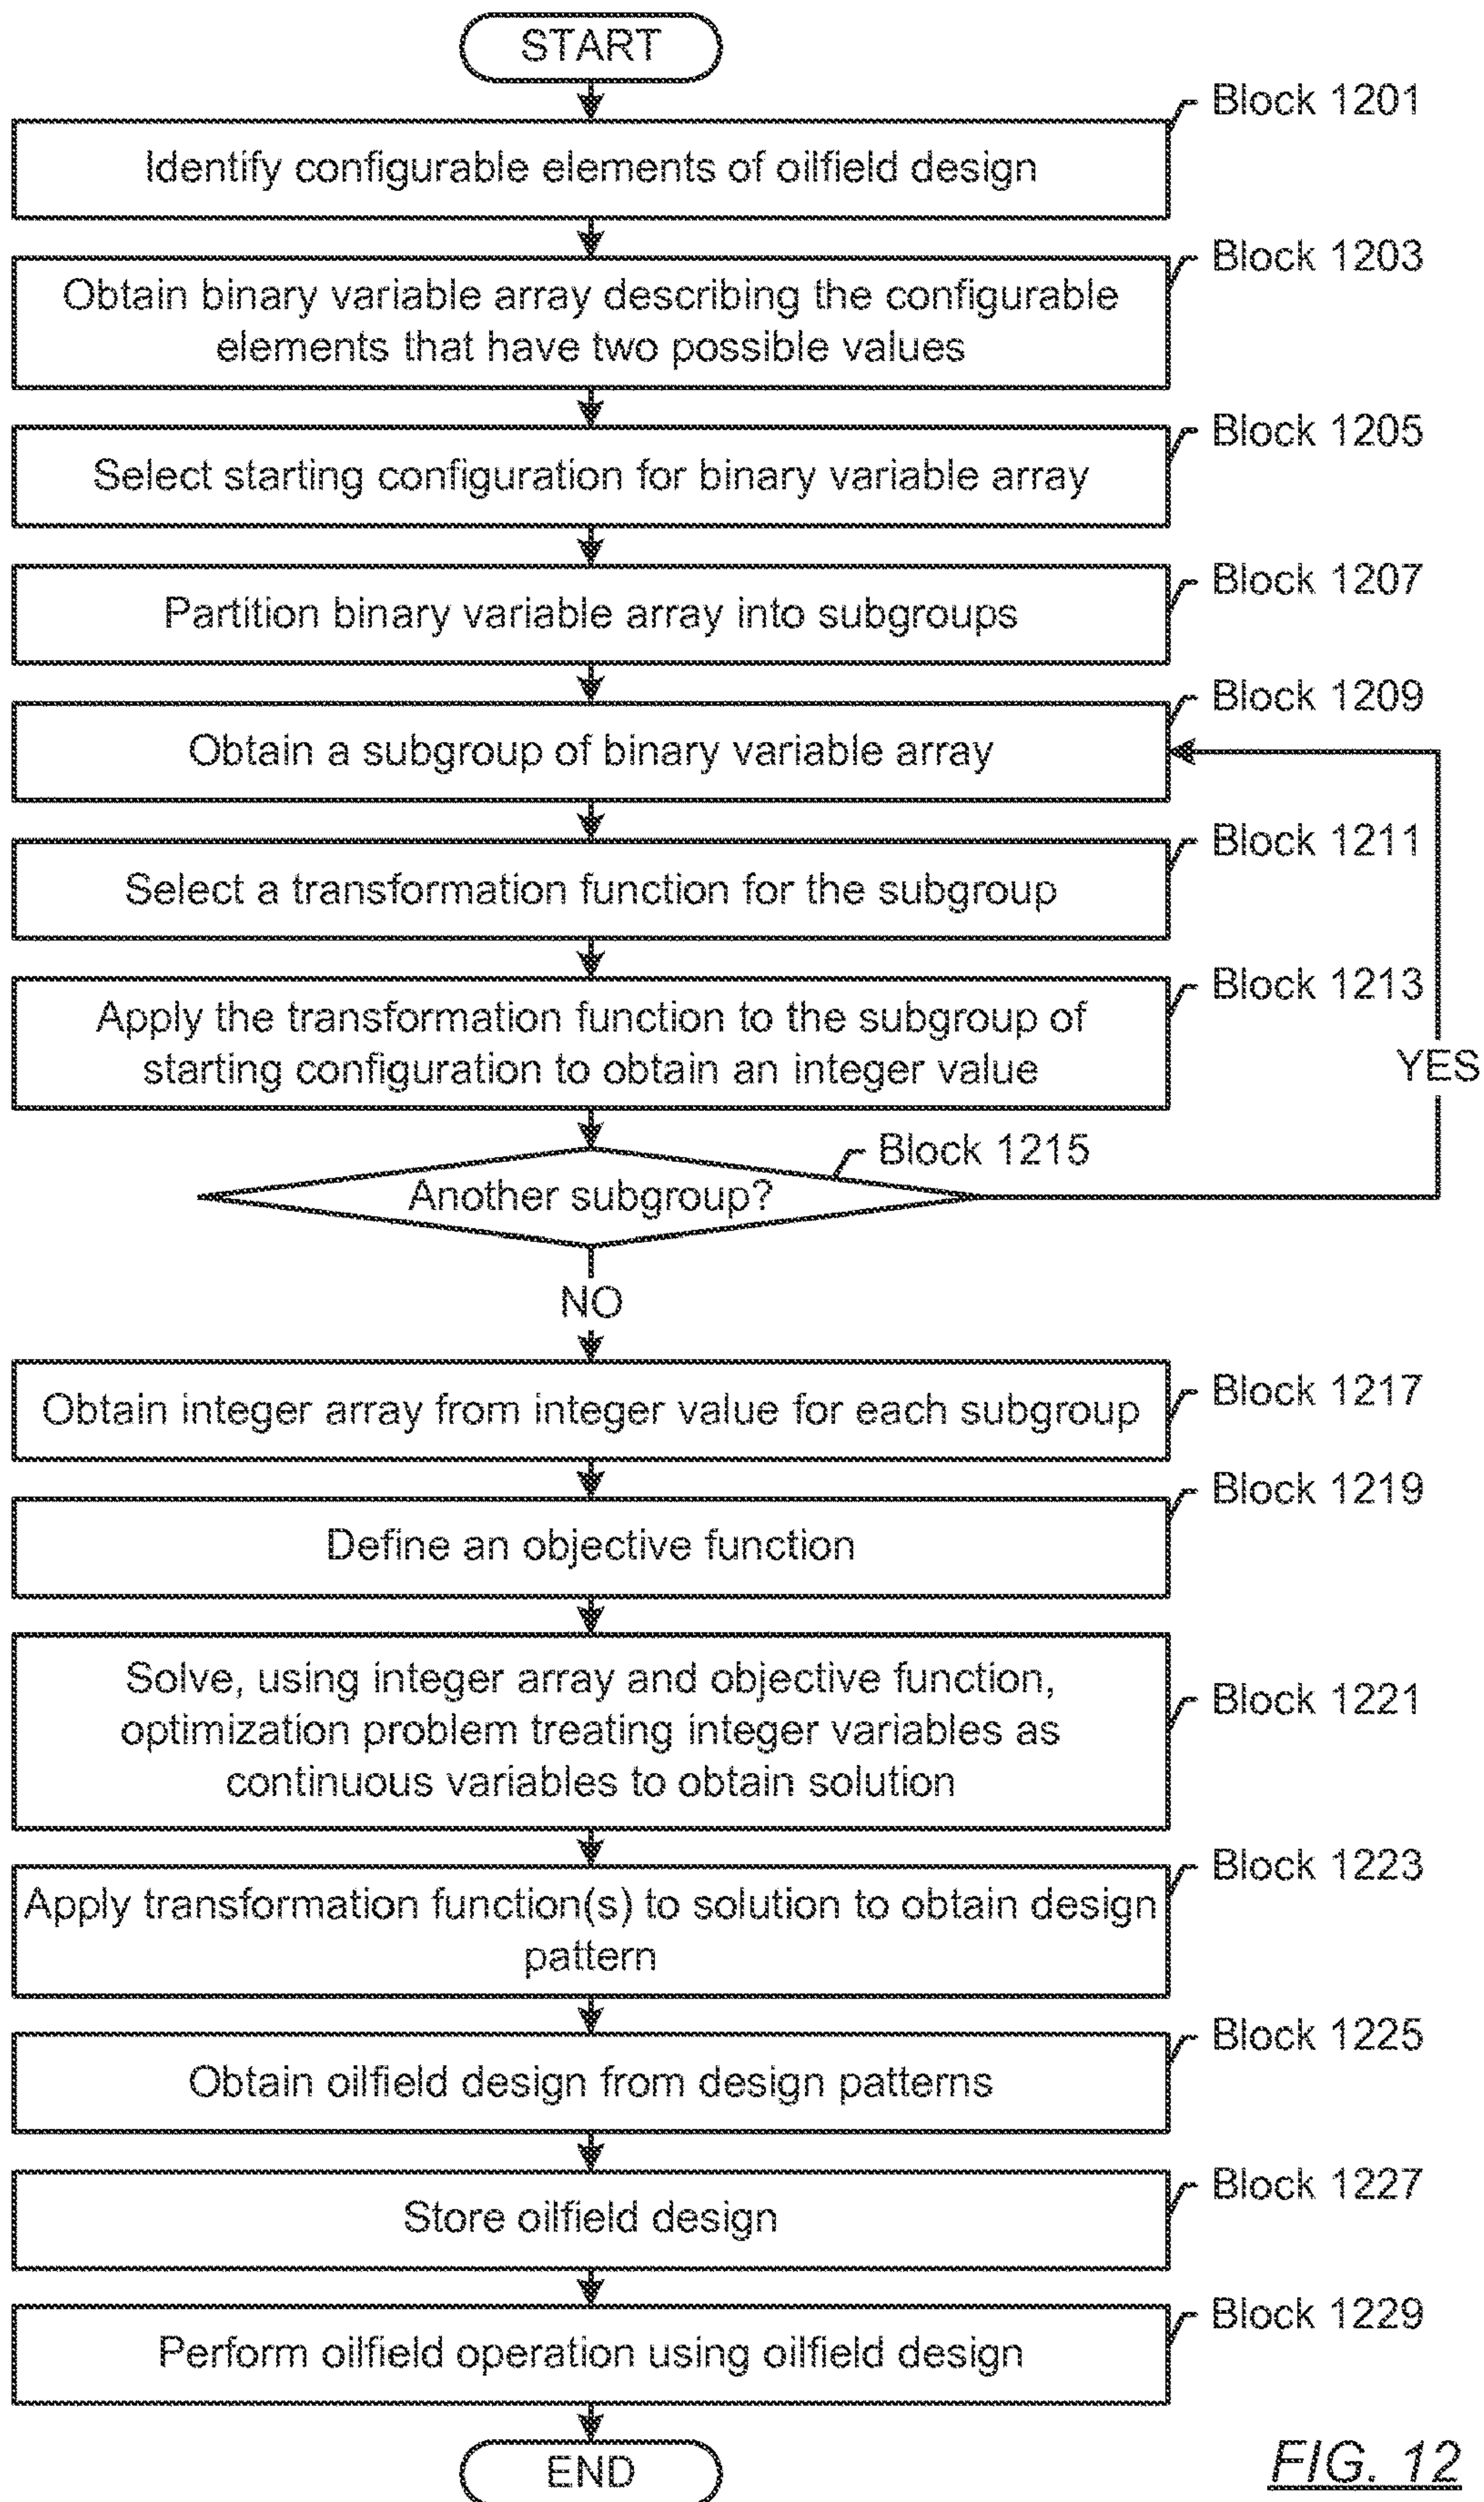 START
Block 1201
Identify configurable elements of oilfield design
Block 1203
Obtain binary variable array describing the configurable
elements that have two possible values
Block 1205
Select starting configuration for binary variable array
Block 1207
Partition binary variable array into subgroups
Block 1209
Obtain a subgroup of binary variable array
Block 1211
Select a transformation function for the subgroup
Block 1213
Apply the transformation function to the subgroup of
starting configuration to obtain an integer value
YES
Block 1215
Another subgroup?
NO
Block 1217
Obtain integer array from integer value for each subgroup
Block 1219
Define an objective function
Block 1221
Solve, using integer array and objective function,
optimization problem treating integer variables as
continuous variables to obtain solution
Block 1223
Apply transformation function(s) to solution to obtain design
pattern
Block 1225
Obtain oilfield design from design patterns
Block 1227
Store oilfield design
Block 1229
Perform oilfield operation using oilfield design
END
FIG. 12